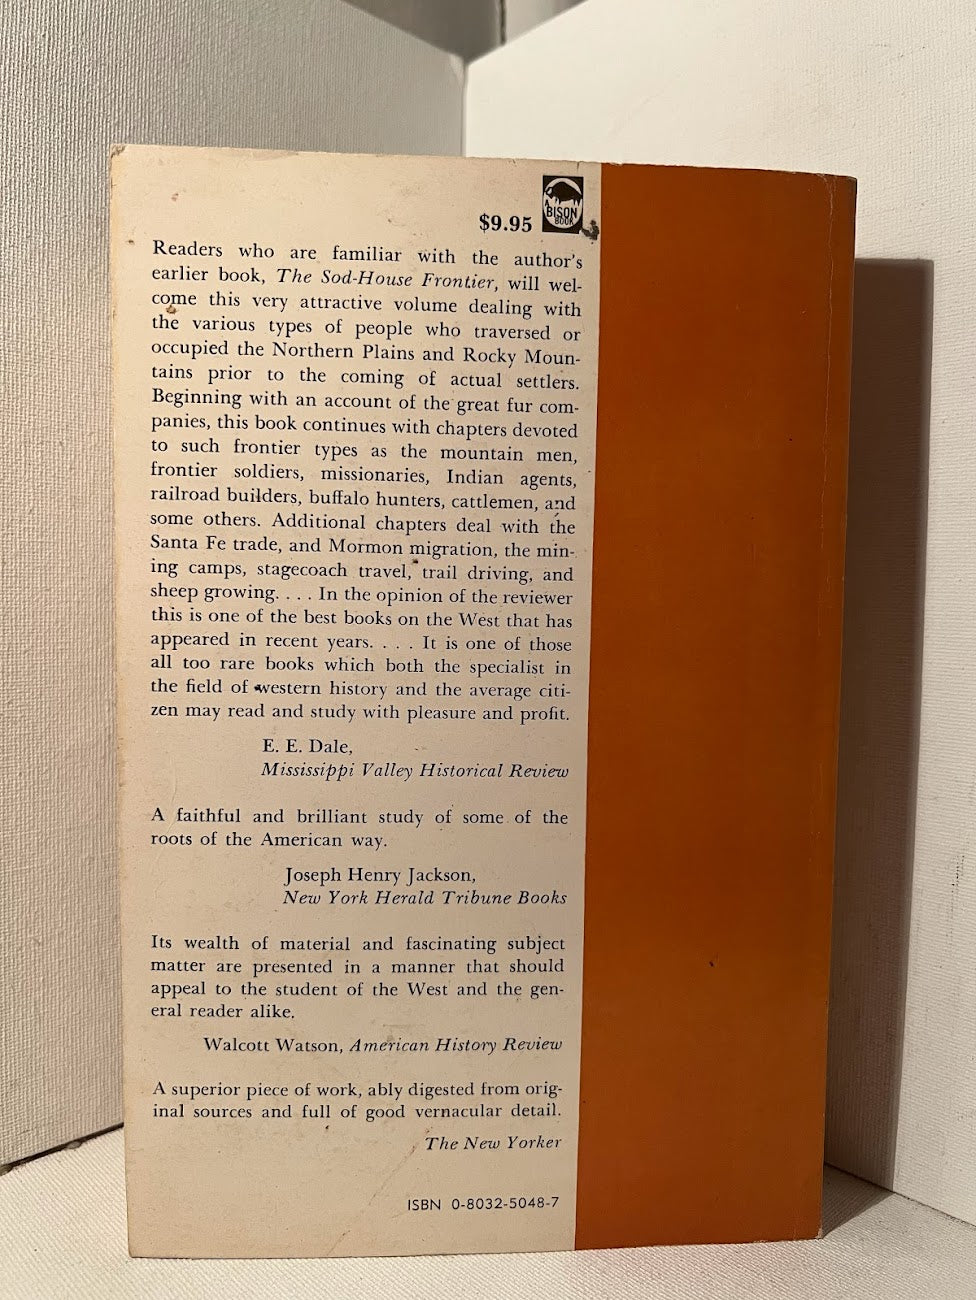 A
BISON
BOOK
$9.95
Readers who are familiar with the author's
earlier book, The Sod-House Frontier, will wel-
come this very attractive volume dealing with
the various types of people who traversed or
occupied the Northern Plains and Rocky Moun-
tains prior to the coming of actual settlers.
Beginning with an account of the great fur com-
panies, this book continues with chapters devoted
to such frontier types as the mountain men,
frontier soldiers, missionaries, Indian agents,
railroad builders, buffalo hunters, cattlemen, and
some others. Additional chapters deal with the
Santa Fe trade, and Mormon migration, the min-
ing camps, stagecoach travel, trail driving, and
sheep growing. . . . In the opinion of the reviewer
this is one of the best books on the West that has
appeared in recent years. . . . It is one of those
all too rare books which both the specialist in
the field of western history and the average citi-
zen may read and study with pleasure and profit.
E. E. Dale,
Mississippi Valley Historical Review
A faithful and brilliant study of some of the
roots of the American way.
Joseph Henry Jackson,
New York Herald Tribune Books
Its wealth of material and fascinating subject
matter are presented in a manner that should
appeal to the student of the West and the gen-
eral reader alike.
Walcott Watson, American History Review
A superior piece of work, ably digested from orig-
inal sources and full of good vernacular detail.
The New Yorker
ISBN 0-8032-5048-7